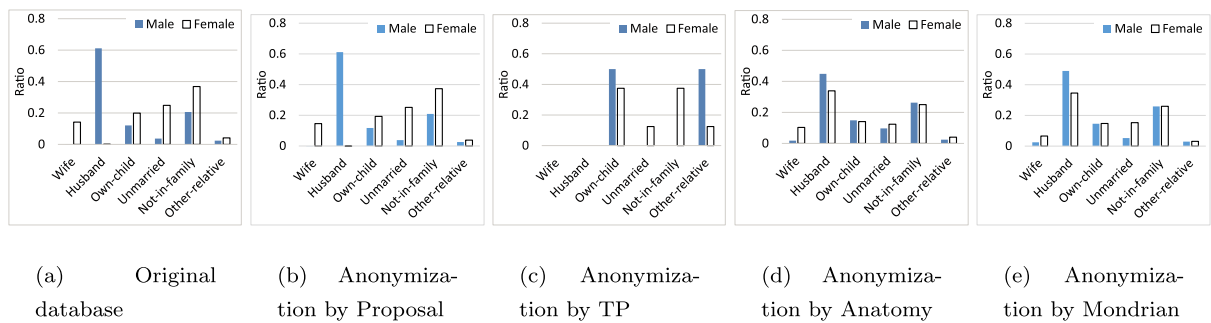 0.8
0.6
0.4
0.2
0
Ratio
Male Female
Wife
Husband
Own-child
Unmarried
Not-in-family
Other-relative
(a) Original
database
0.8
0.6
0.4
0.2
0
Ratio
Male Female
Wife
Husband
Own-child
Unmarried
Not-in-family
Other-relative
(b) Anonymiza-
tion by Proposal
0.8
0.6
0.4
0.2
0
Ratio
Male Female
Wife
Husband
Own-child
Unmarried
Not-in-family
Other-relative
(c) Anonymiza-
tion by TP
0.8
0.6
0.4
0.2
0
Ratio
Male Female
Wife
Husband
Own-child
Unmarried
Not-in-family
Other-relative
(d) Anonymiza-
tion by Anatomy
0.8
0.6
0.4
0.2
0
Ratio
Male Female
Wife
Husband
Own-child
Unmarried
Not-in-family
Other-relative
(e) Anonymiza-
tion by Mondrian